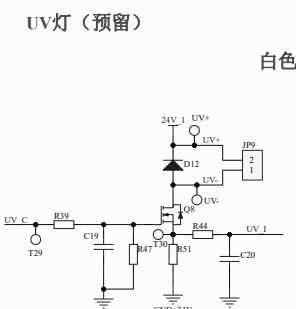 UV灯（预留）
白色
24V_1
UV+
UV+
JP9
2
1
D12
UV-
UV-
Q8
UV_C
R39
R44
UV_I
T29
C19
R47
T30
R51
C20
GND_24V